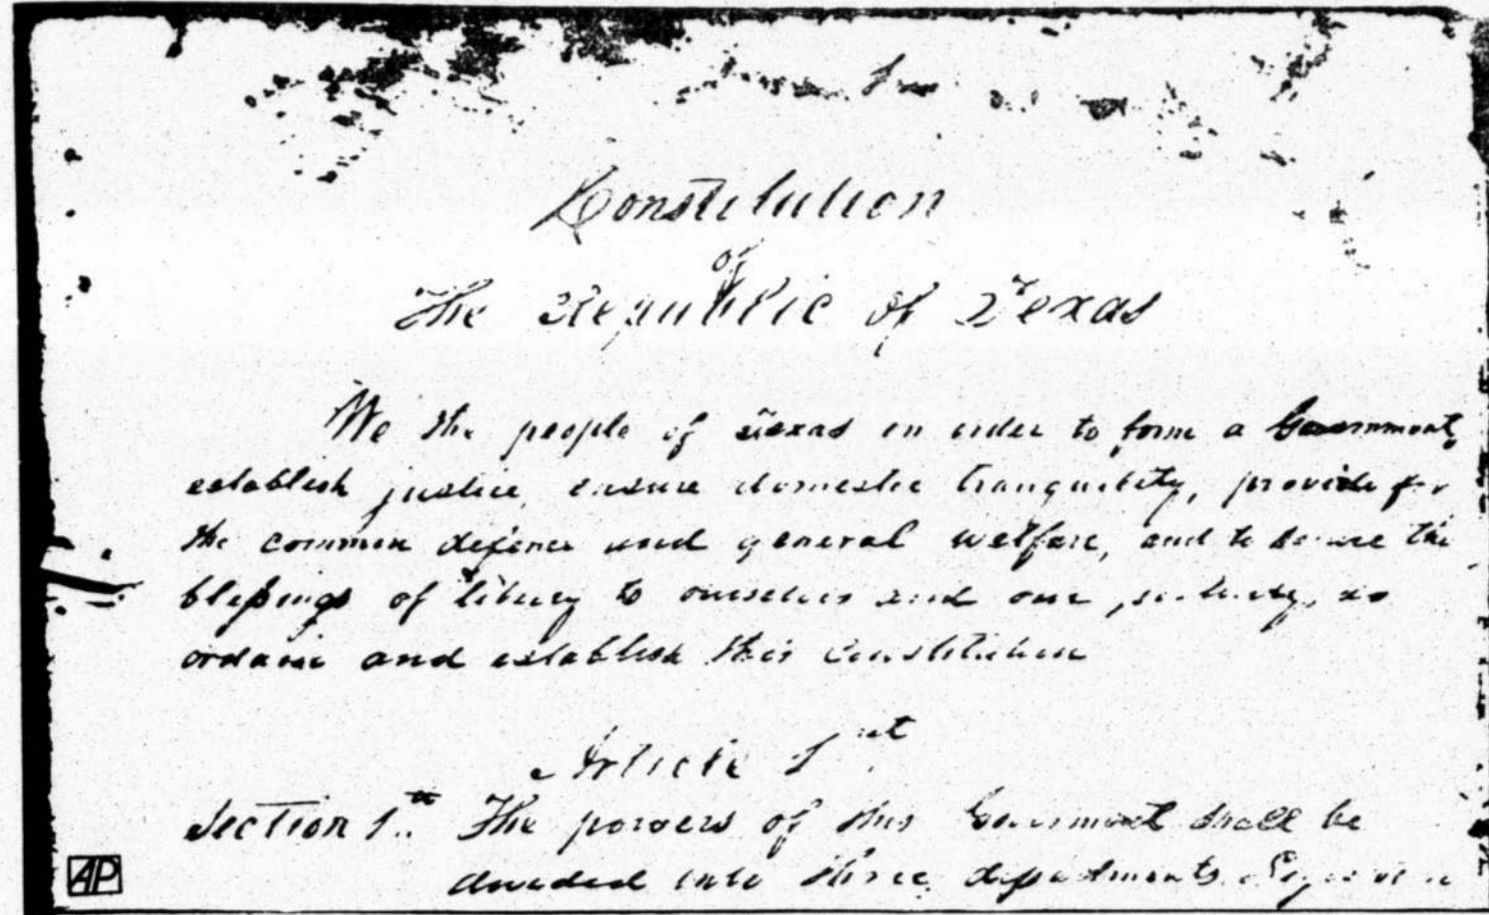 Constitution
of
The Republic of Texas
We the people of Texas in order to form a Government,
establish justice, ensure domestic tranquility, provide for
the common defence and general welfare, and to secure the
blessings of liberty to ourselves and our posterity, do
ordain and establish this Constitution
Article 1st
Section 1st The powers of this Government shall be
divided into three departments
AP